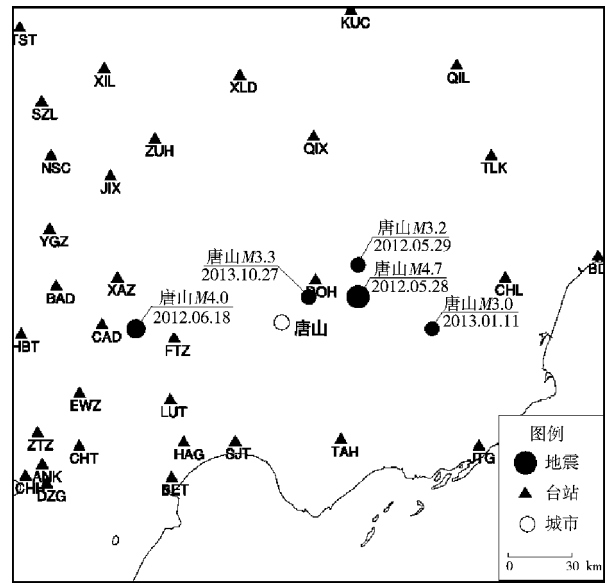 KUC
TST
XIL
XLD
QIL
SZL
ZUH
QIX
NSC
TLK
JIX
YGZ
唐山M3.2
2012.05.29
唐山M3.3
2013.10.27
BAD
XAZ
DOH
唐山M4.7
2012.05.28
CHL
唐山M4.0
2012.06.18
唐山M3.0
2013.01.11
HBT
CAD
FTZ
唐山
EWZ
LUT
ZTZ
CHT
HAG
SJT
TAH
JTG
ANK
DZG
图例
地震
台站
城市
0 30 km